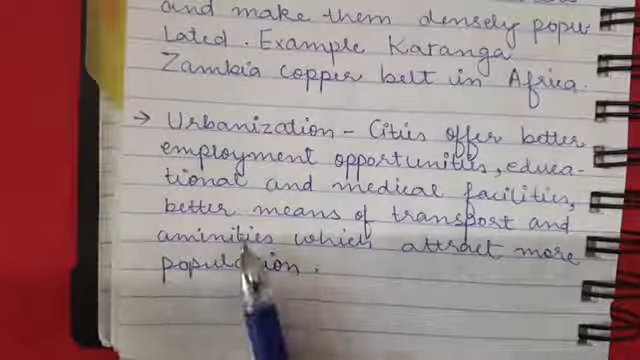 and make them densely popu
lated. Example Katanga
Zambia copper belt in Africa.
→ Urbanization - Cities offer better
employment opportunities, educa-
tional and medical facilities,
better means of transport and
aminities which attract more
population.